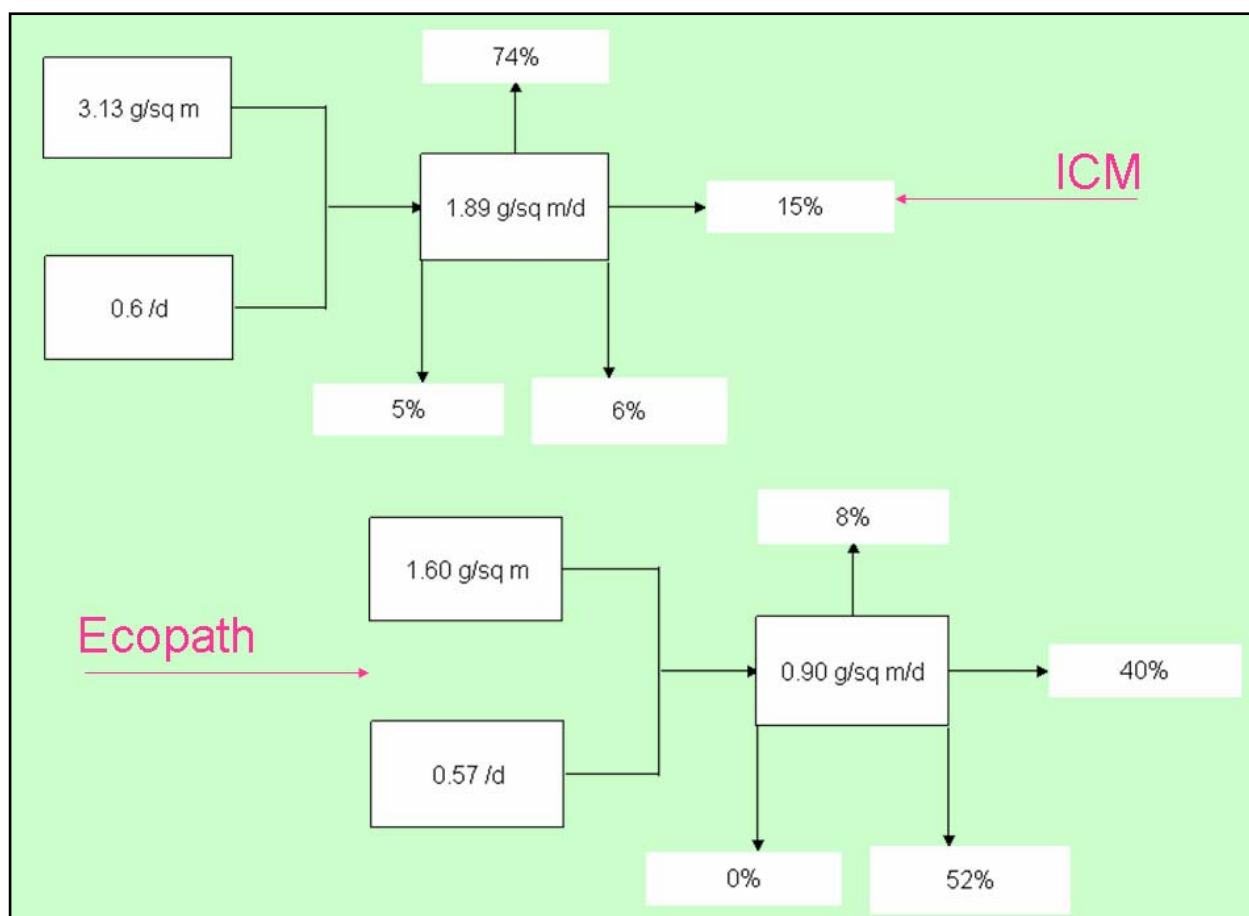 74%
3.13 g/sq m
ICM
1.89 g/sq m/d
15%
0.6 /d
5%
6%
8%
1.60 g/sq m
Ecopath
0.90 g/sq m/d
40%
0.57 /d
0%
52%